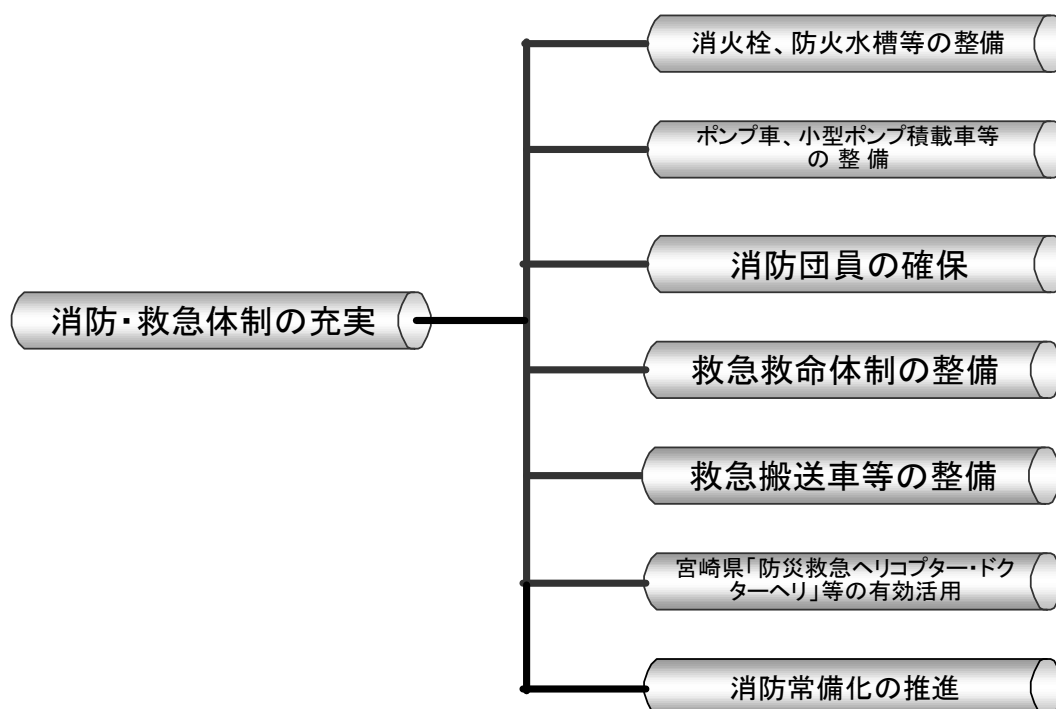 消火栓、防火水槽等の整備
ポンプ車、小型ポンプ積載車等
の 整 備
消防団員の確保
消防・救急体制の充実
救急救命体制の整備
救急搬送車等の整備
宮崎県「防災救急ヘリコプター・ドク
ターヘリ」等の有効活用
消防常備化の推進